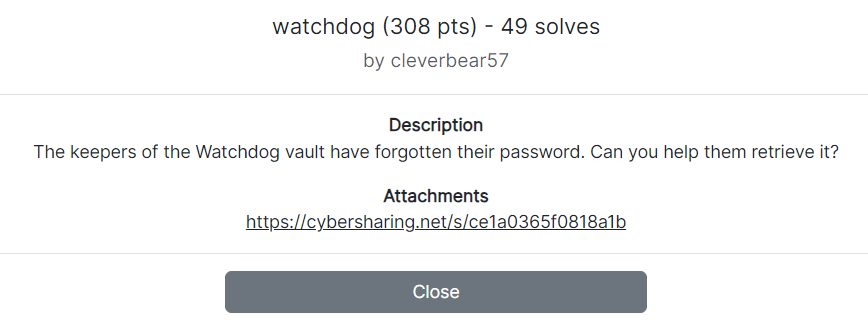 watchdog (308 pts) - 49 solves
by cleverbear57
Description
The keepers of the Watchdog vault have forgotten their password. Can you help them retrieve it?
Attachments
https://cybersharing.net/s/ce1a0365f0818a1b
Close